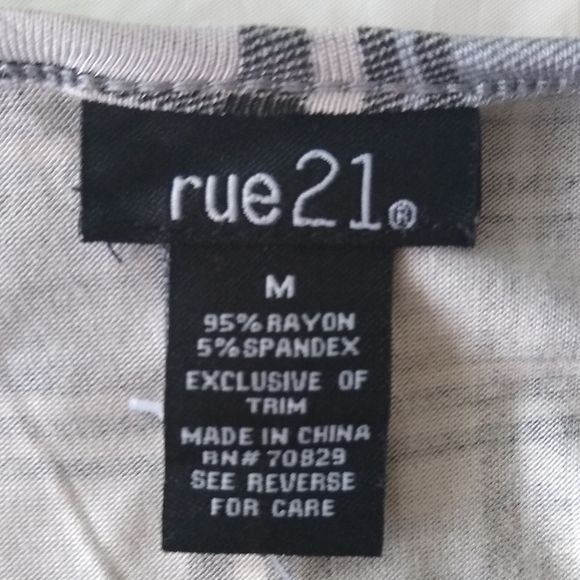 rue21®
M
95% RAYON
5% SPANDEX
EXCLUSIVE OF
TRIM
MADE IN CHINA
RN# 70829
SEE REVERSE
FOR CARE